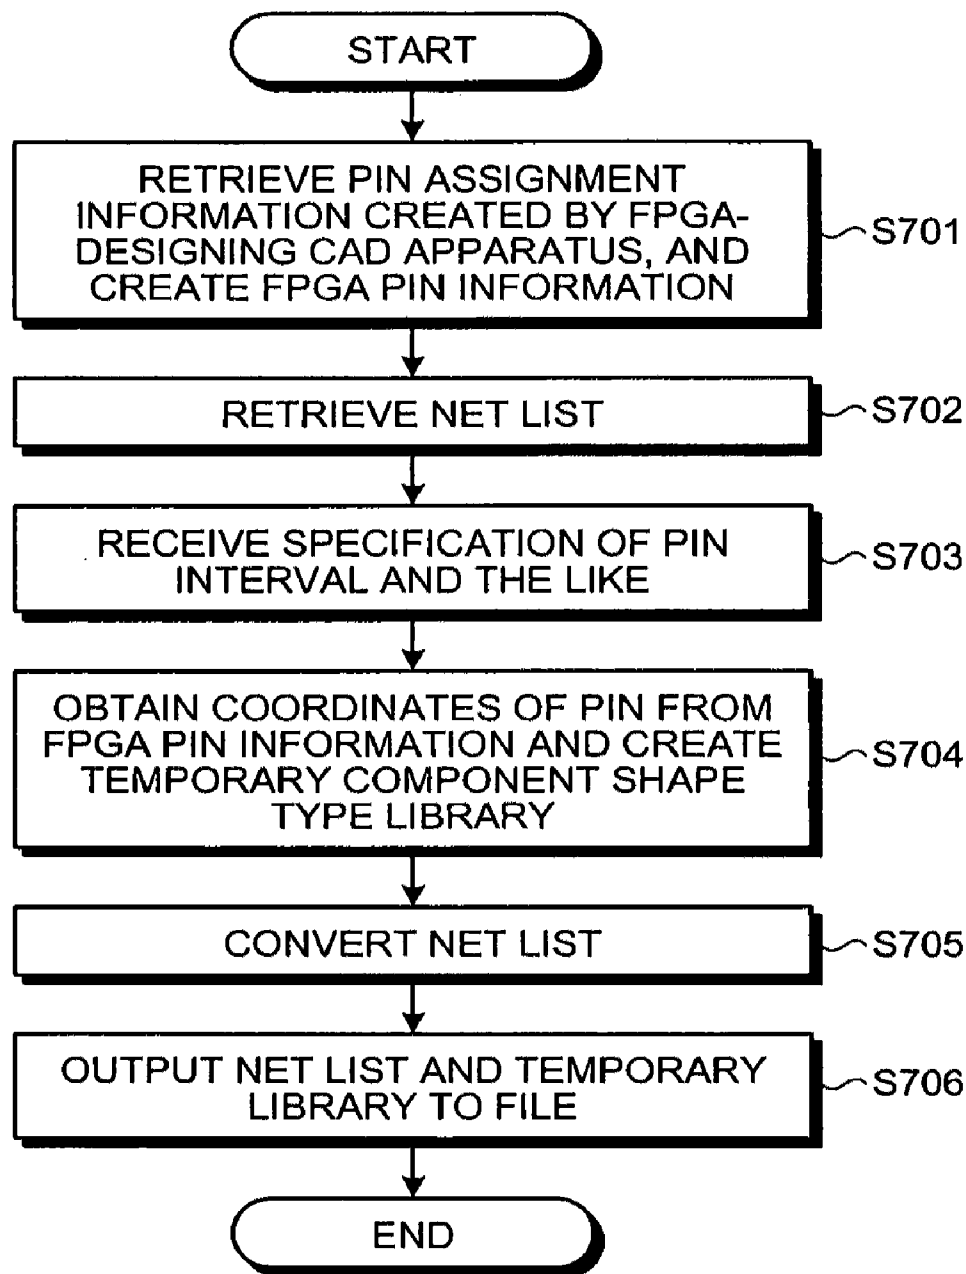 START
RETRIEVE PIN ASSIGNMENT
INFORMATION CREATED BY FPGA-
DESIGNING CAD APPARATUS, AND
CREATE FPGA PIN INFORMATION
S701
RETRIEVE NET LIST
S702
RECEIVE SPECIFICATION OF PIN
INTERVAL AND THE LIKE
S703
OBTAIN COORDINATES OF PIN FROM
FPGA PIN INFORMATION AND CREATE
TEMPORARY COMPONENT SHAPE
TYPE LIBRARY
S704
CONVERT NET LIST
S705
OUTPUT NET LIST AND TEMPORARY
LIBRARY TO FILE
S706
END